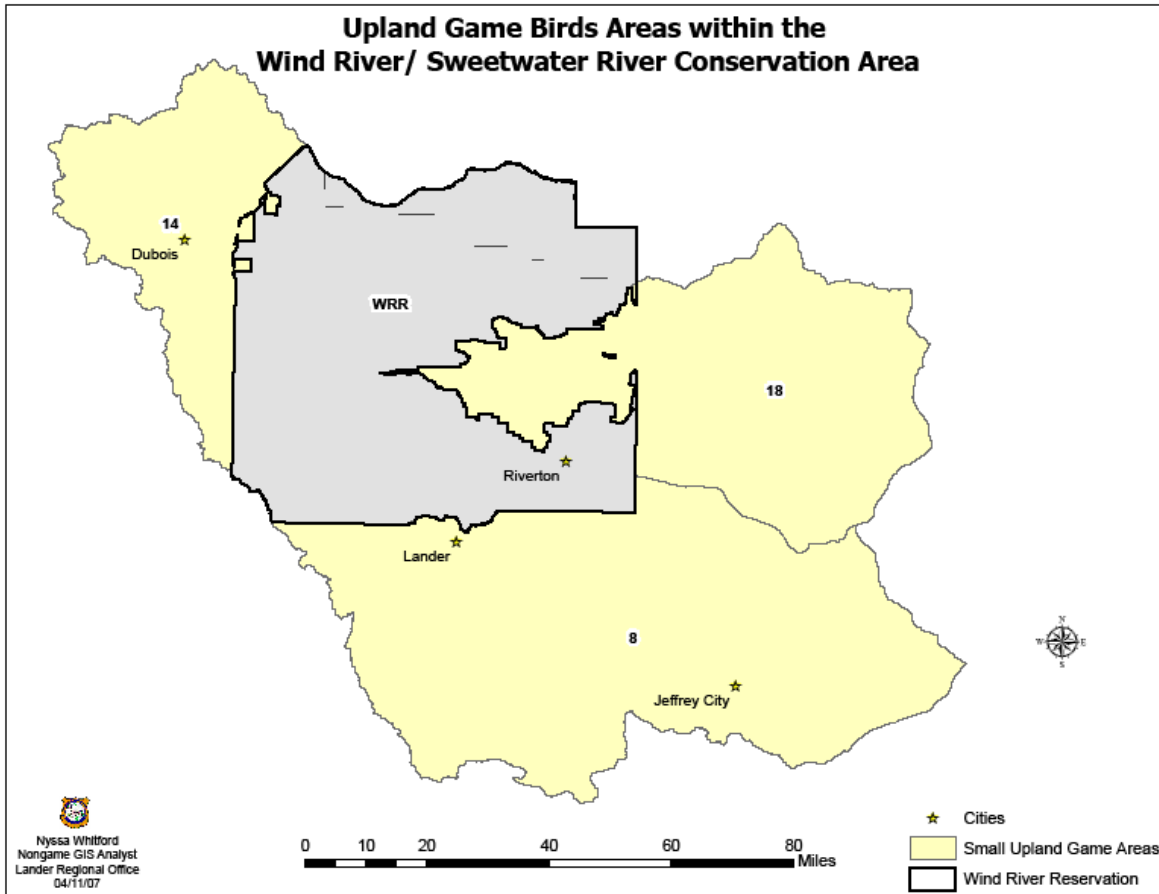 Upland Game Birds Areas within the
Wind River/ Sweetwater River Conservation Area
14
Dubois
WRR
18
Riverton
Lander
8
Jeffrey City
N
W E
S
Nyssa Whitford
Nongame GIS Analyst
Lander Regional Office
04/11/07
0 10 20 40 60 80
Miles
Cities
Small Upland Game Areas
Wind River Reservation